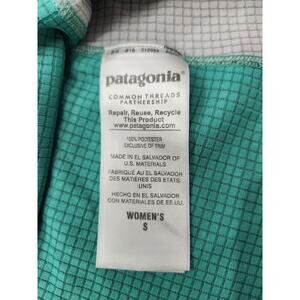 patagonia®
COMMON THREADS
PARTNERSHIP
Repair, Reuse, Recycle
This Product
www.patagonia.com
100% POLYESTER
EXCLUSIVE OF TRIM
MADE IN EL SALVADOR OF
U.S. MATERIALS
FABRIQUÉ AU EL SALVADOR
DES MATIÈRES DES ETATS-
UNIS
HECHO EN EL SALVADOR
CON MATERIALES DE EE.UU.
WOMEN'S
S